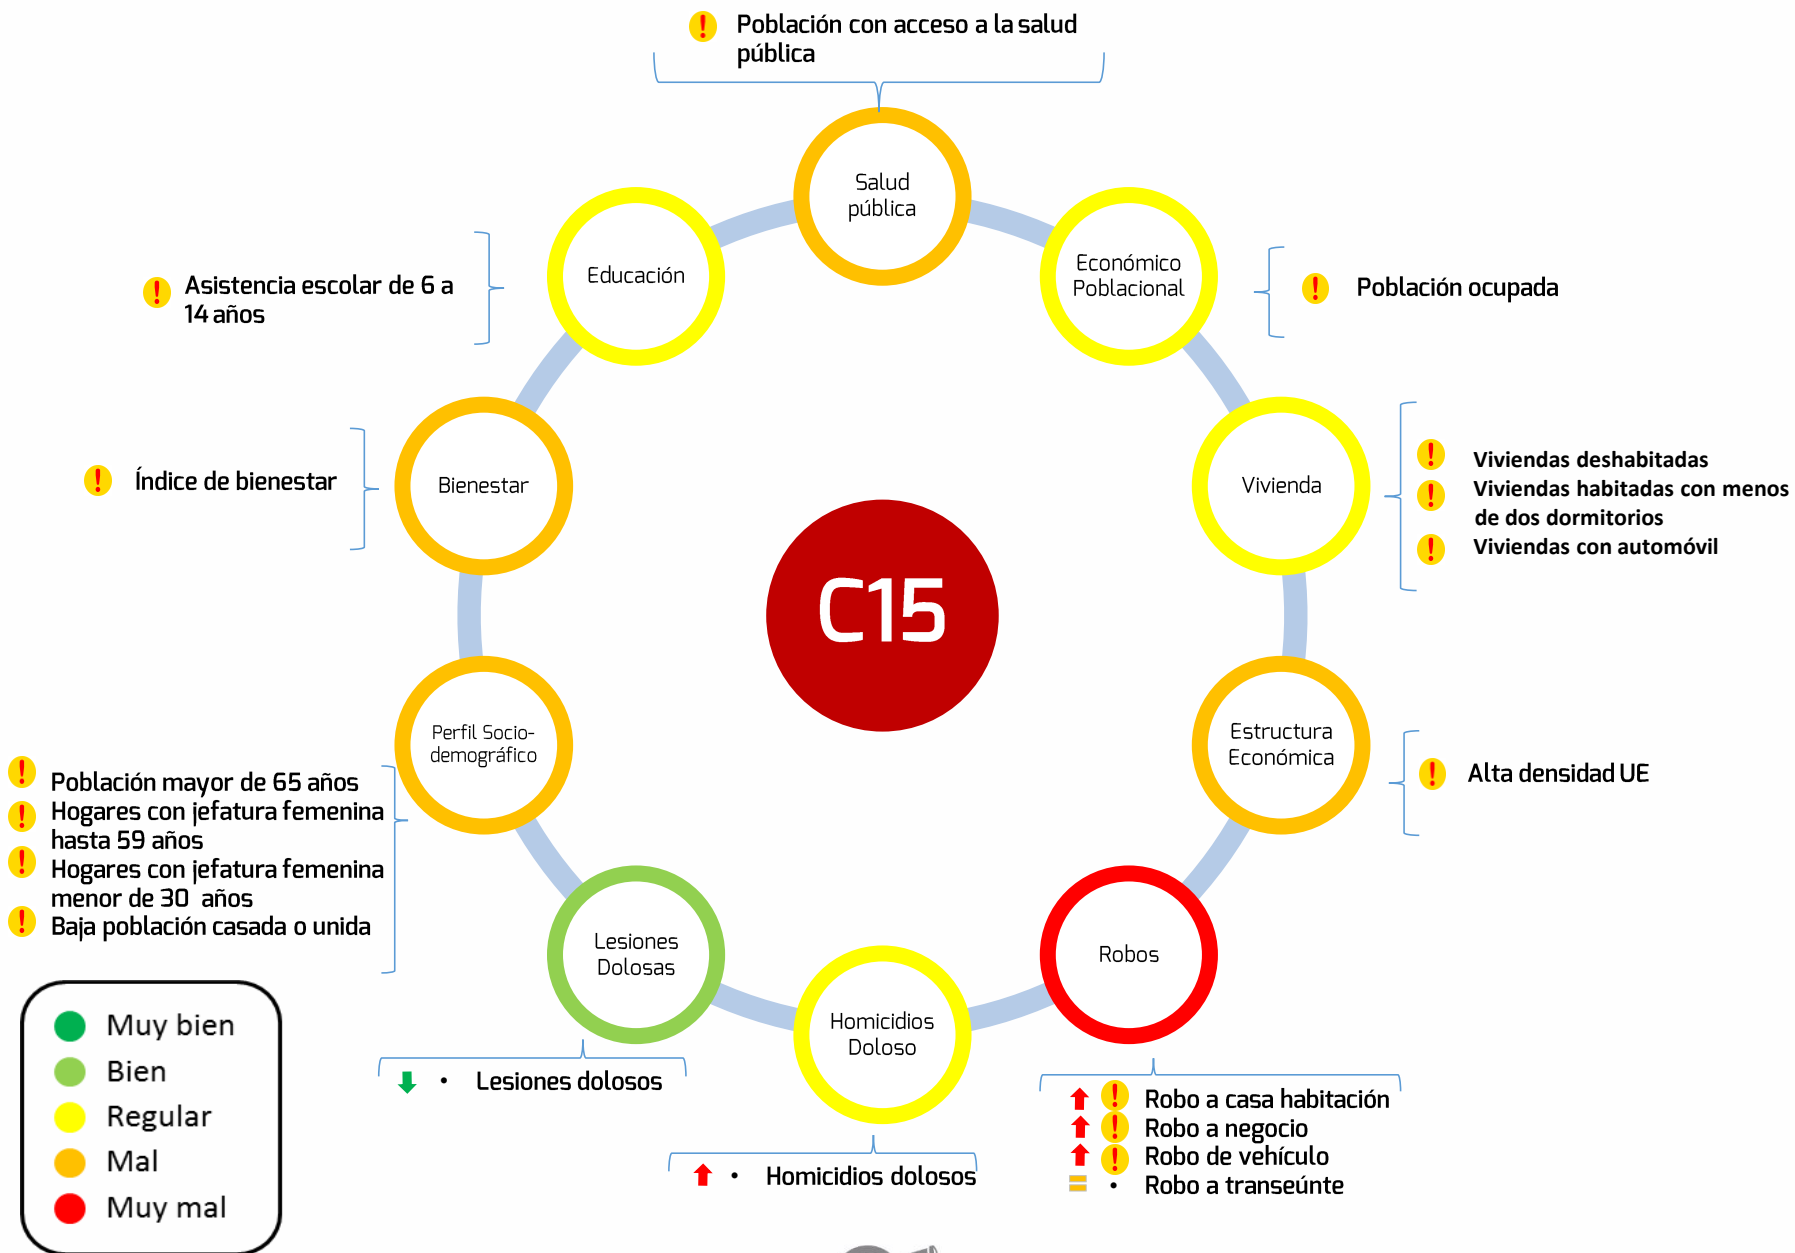 Población con acceso a la salud
pública
Salud
pública
Educación
Económico
Poblacional
Asistencia escolar de 6 a
14 años
Población ocupada
Índice de bienestar
Bienestar
Vivienda
Viviendas deshabitadas
Viviendas habitadas con menos
de dos dormitorios
Viviendas con automóvil
C15
Perfil Socio-
demográfico
Estructura
Económica
Alta densidad UE
Población mayor de 65 años
Hogares con jefatura femenina
hasta 59 años
Hogares con jefatura femenina
menor de 30 años
Baja población casada o unida
Lesiones
Dolosas
Homicidios
Doloso
Robos
• Lesiones dolosos
• Homicidios dolosos
Robo a casa habitación
Robo a negocio
Robo de vehículo
• Robo a transeúnte
Muy bien
Bien
Regular
Mal
Muy mal